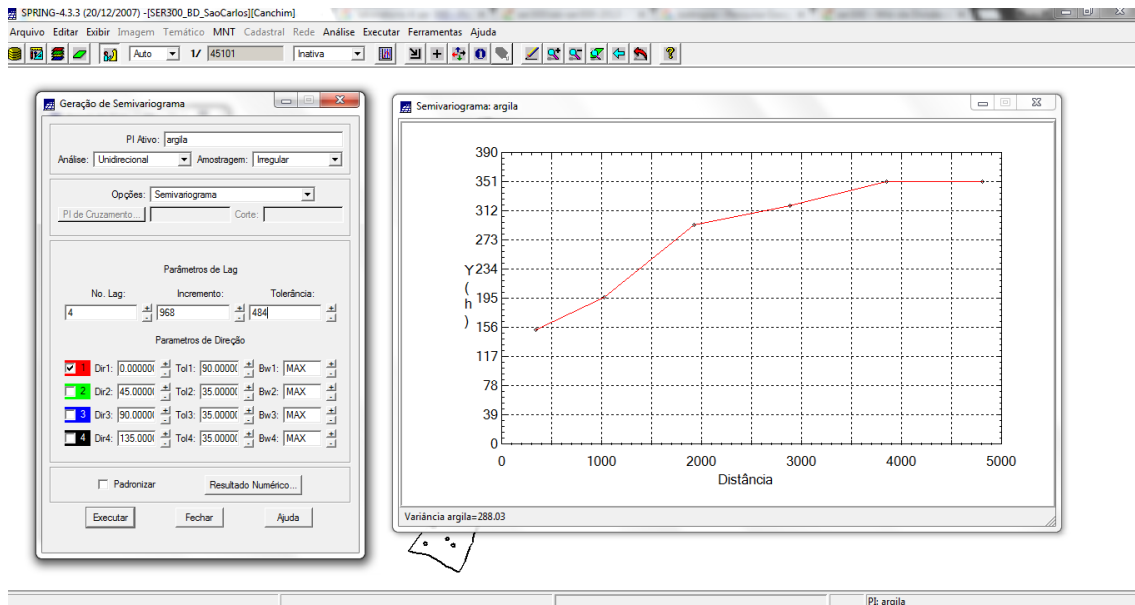 SPRING-4.3.3 (20/12/2007) -[SER300_BD_SaoCarlos][Canchim]
Arquivo Editar Exibir Imagem Temático MNT Cadastral Rede Análise Executar Ferramentas Ajuda
Auto 1/ 45101 Inativa
Geração de Semivariograma
PI Ativo: argila
Análise: Unidirecional Amostragem: Irregular
Opções: Semivariograma
PI de Cruzamento... Corte:
Parâmetros de Lag
No. Lag: Incremento: Tolerância:
4 968 484
Parametros de Direção
1 Dir1: 0.00000( Tol1: 90.0000( Bw1: MAX
2 Dir2: 45.0000( Tol2: 35.0000( Bw2: MAX
3 Dir3: 90.0000( Tol3: 35.0000( Bw3: MAX
4 Dir4: 135.000( Tol4: 35.0000( Bw4: MAX
Padronizar Resultado Numérico...
Executar Fechar Ajuda
Semivariograma: argila
390
351
312
273
234
195
156
117
78
39
0
Y(h)
0 1000 2000 3000 4000 5000
Distância
Variância argila=288.03
PI: argila